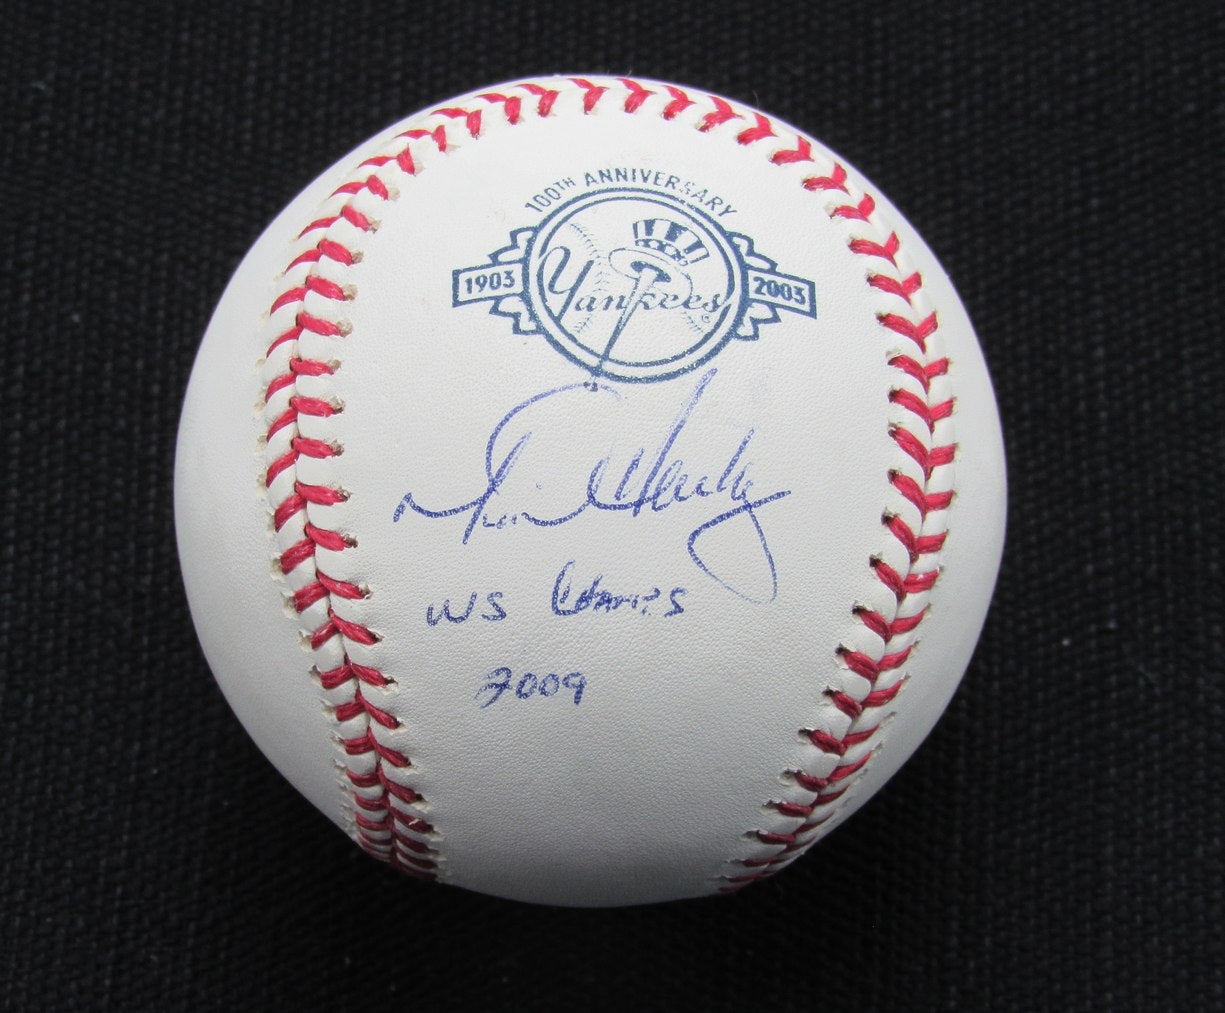 100TH ANNIVERSARY
1903 Yankees 2003
WS Champs
2009